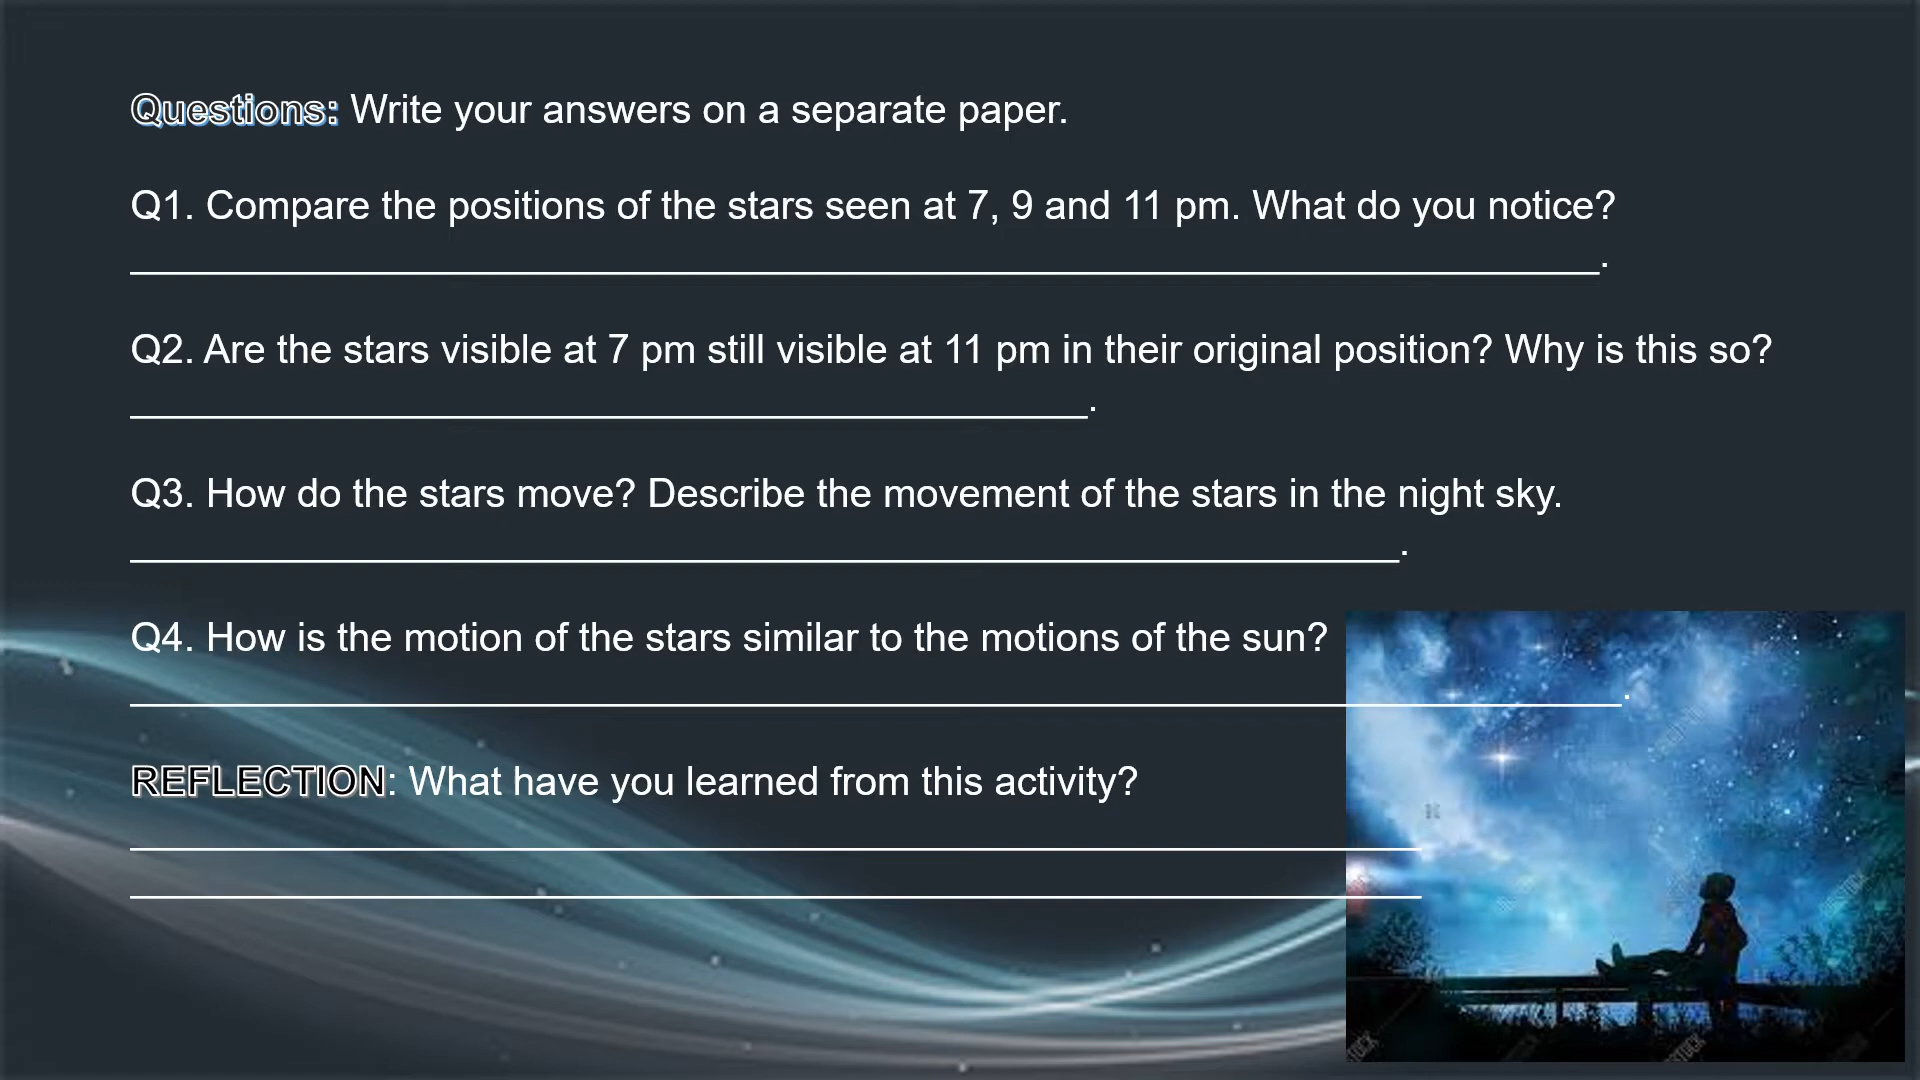 Questions: Write your answers on a separate paper.
Q1. Compare the positions of the stars seen at 7, 9 and 11 pm. What do you notice?
.
Q2. Are the stars visible at 7 pm still visible at 11 pm in their original position? Why is this so?
.
Q3. How do the stars move? Describe the movement of the stars in the night sky.
.
Q4. How is the motion of the stars similar to the motions of the sun?
.
REFLECTION: What have you learned from this activity?